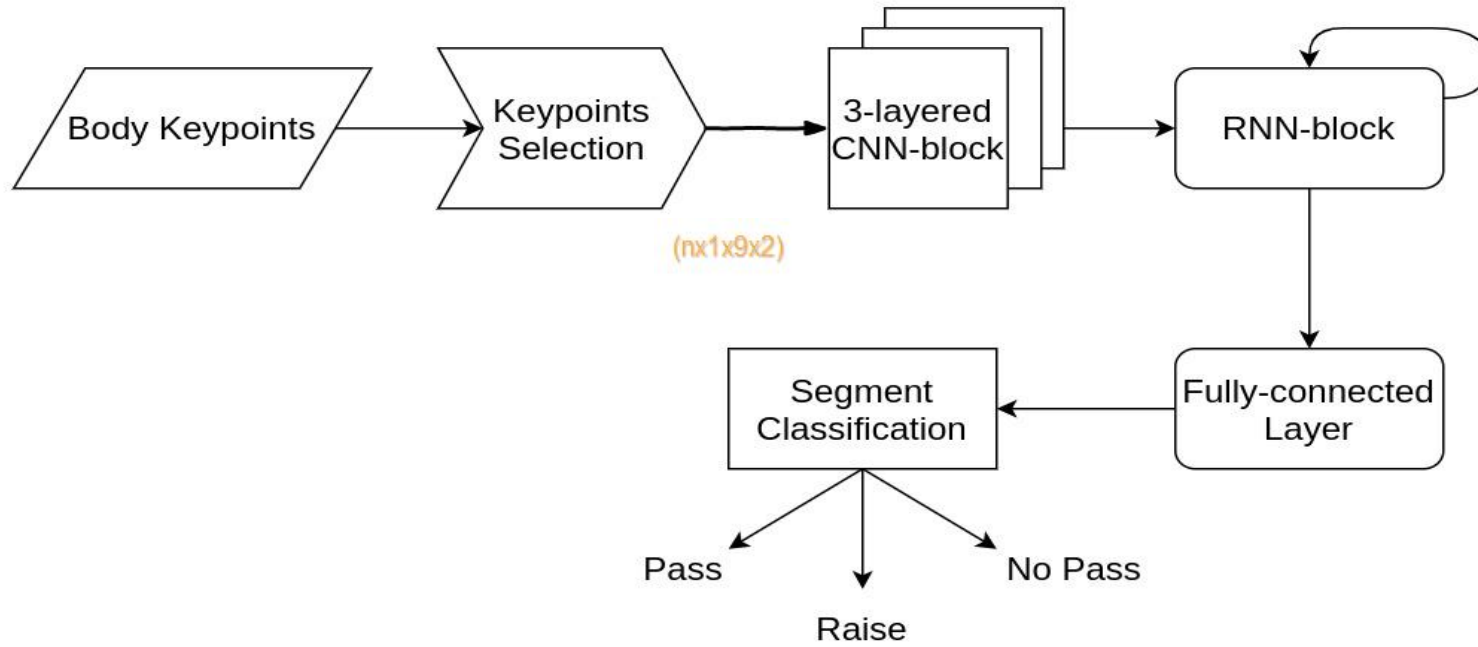 Body Keypoints
Keypoints
Selection
3-layered
CNN-block
RNN-block
(nx1x9x2)
Segment
Classification
Fully-connected
Layer
Pass
No Pass
Raise